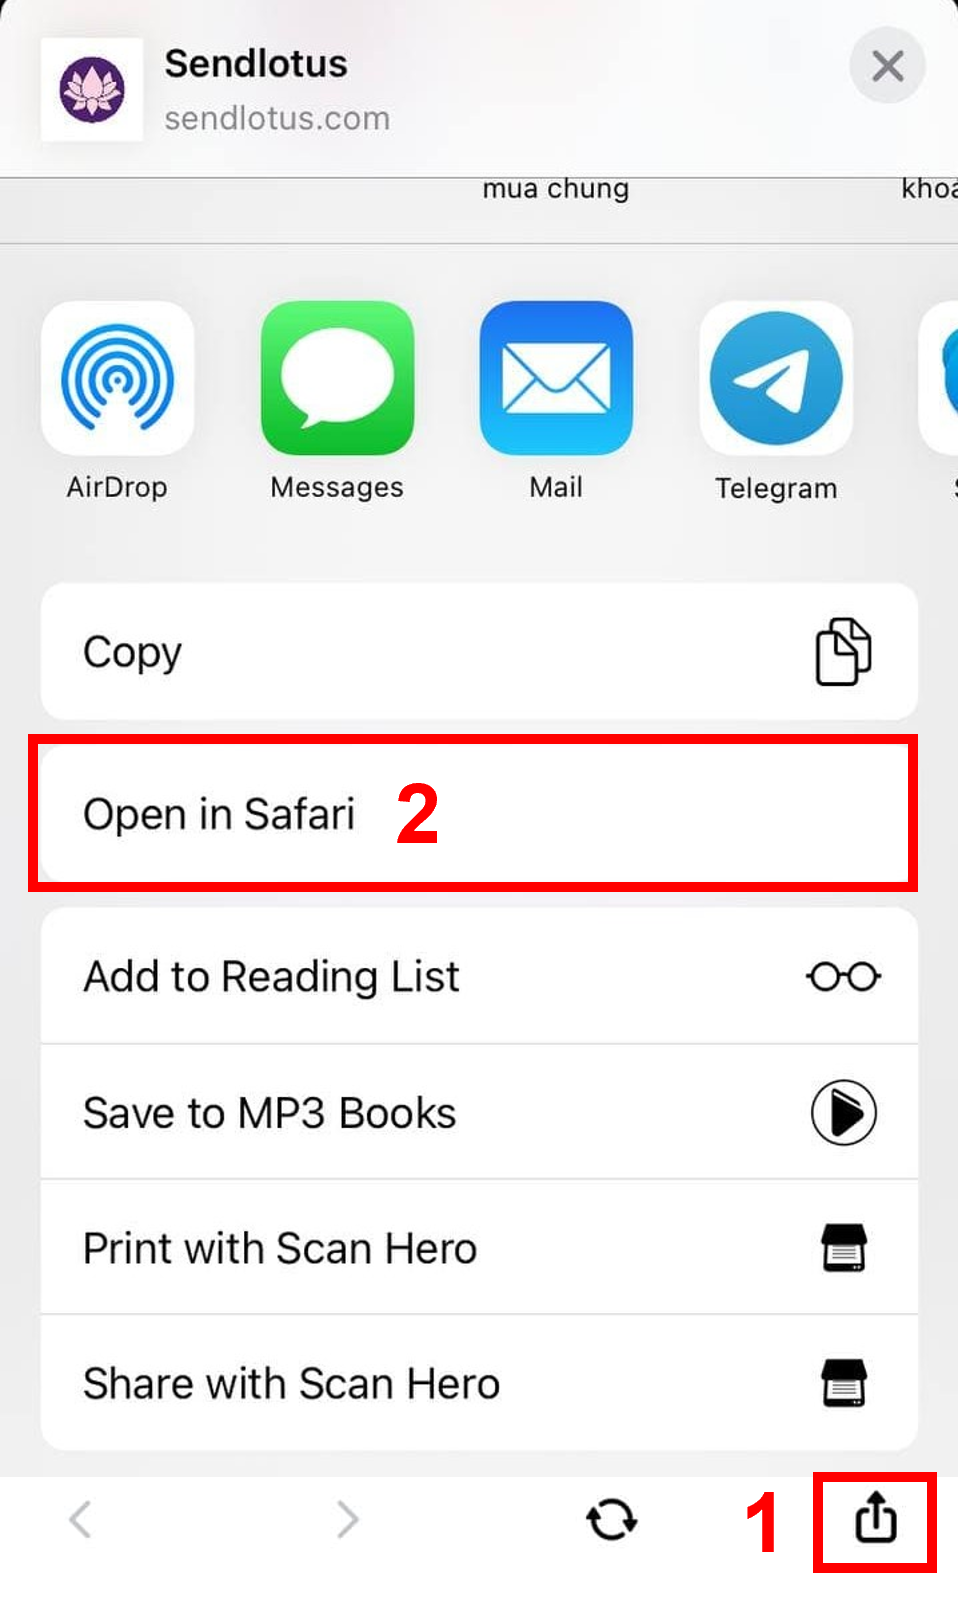 Sendlotus
sendlotus.com
mua chung
AirDrop
Messages
Mail
Telegram
Copy
Open in Safari 2
Add to Reading List
Save to MP3 Books
Print with Scan Hero
Share with Scan Hero
1